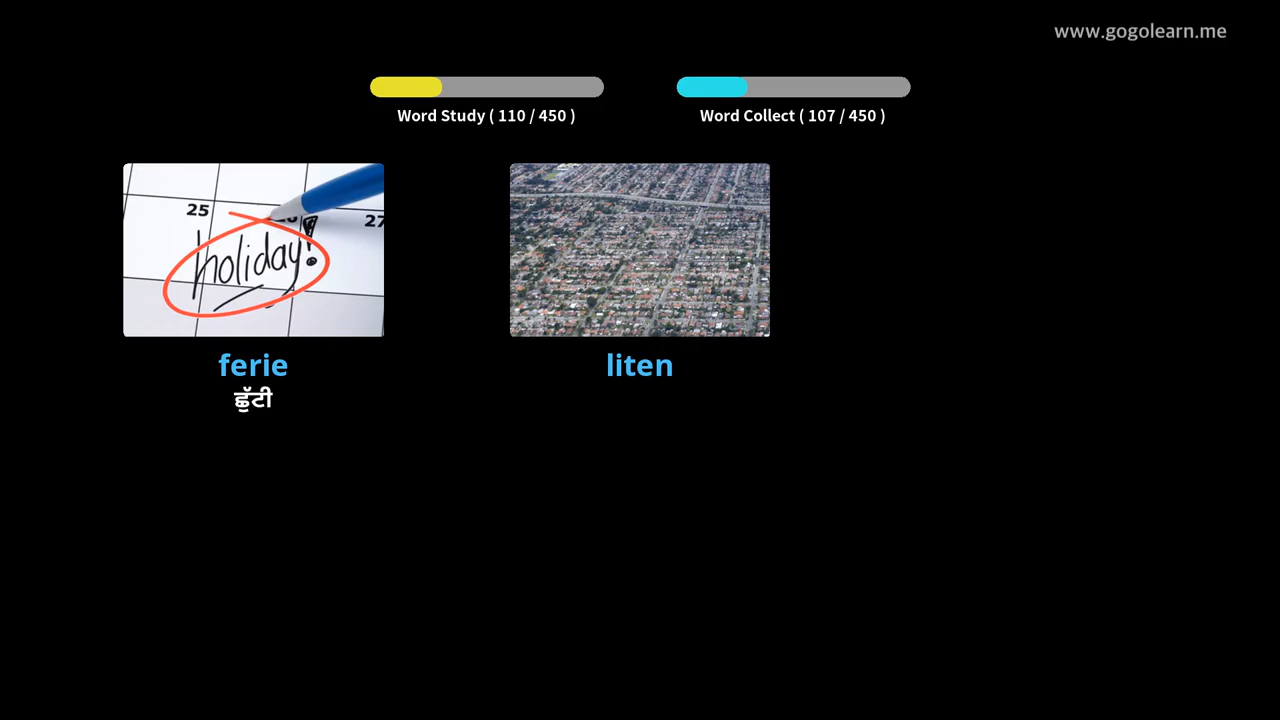 www.gogolearn.me
Word Study ( 110 / 450 )
Word Collect ( 107 / 450 )
25
27
holiday!
ferie
liten
ਛੁੱਟੀ